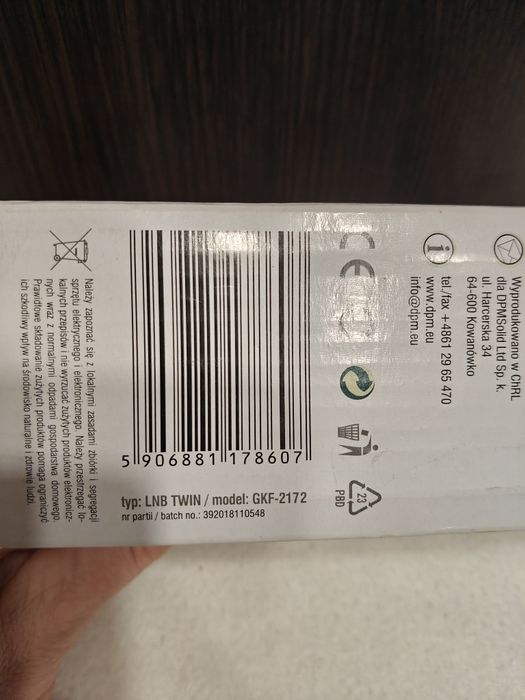 Wyprodukowano w ChRL
dla DPMSolid Ltd Sp. k.
ul. Harcerska 34
64-600 Kowanówko
i
tel./fax +4861 29 65 470
www.dpm.eu
info@dpm.eu
CE
23
PBD
5 906881 178607
typ: LNB TWIN / model: GKF-2172
nr partii / batch no.: 392018110548
Należy zapoznać się z lokalnymi zasadami zbiórki i segregacji
sprzętu elektrycznego i elektronicznego. Należy przestrzegać lo-
kalnych przepisów i nie wyrzucać zużytych produktów elektronicz-
nych wraz z normalnymi odpadami gospodarstwa domowego.
Prawidłowe składowanie zużytych produktów pomaga ograniczyć
ich szkodliwy wpływ na środowisko naturalne i zdrowie ludzi.